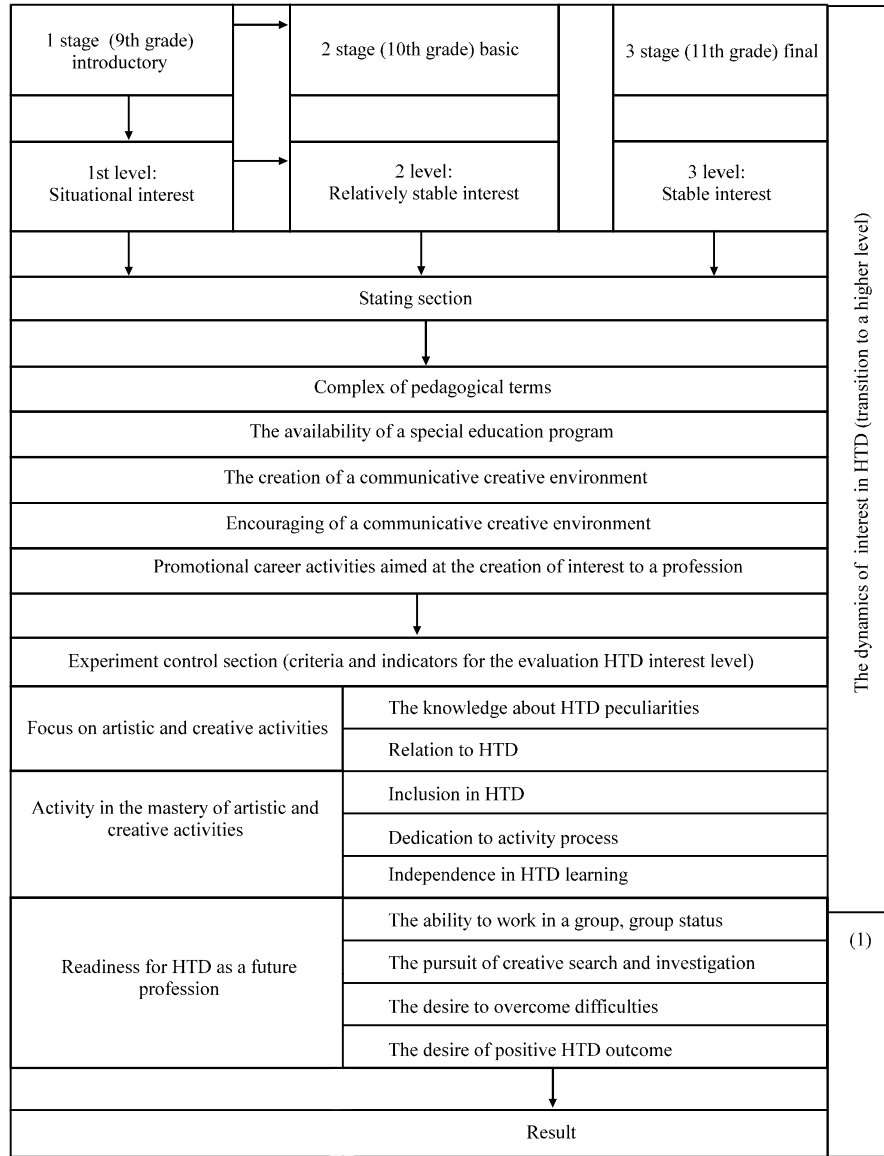 1 stage (9th grade)
introductory
2 stage (10th grade) basic
3 stage (11th grade) final
1st level:
Situational interest
2 level:
Relatively stable interest
3 level:
Stable interest
Stating section
Complex of pedagogical terms
The availability of a special education program
The creation of a communicative creative environment
Encouraging of a communicative creative environment
Promotional career activities aimed at the creation of interest to a profession
Experiment control section (criteria and indicators for the evaluation HTD interest level)
Focus on artistic and creative activities
The knowledge about HTD peculiarities
Relation to HTD
Activity in the mastery of artistic and
creative activities
Inclusion in HTD
Dedication to activity process
Independence in HTD learning
Readiness for HTD as a future
profession
The ability to work in a group, group status
The pursuit of creative search and investigation
The desire to overcome difficulties
The desire of positive HTD outcome
Result
The dynamics of interest in HTD (transition to a higher level)
(1)